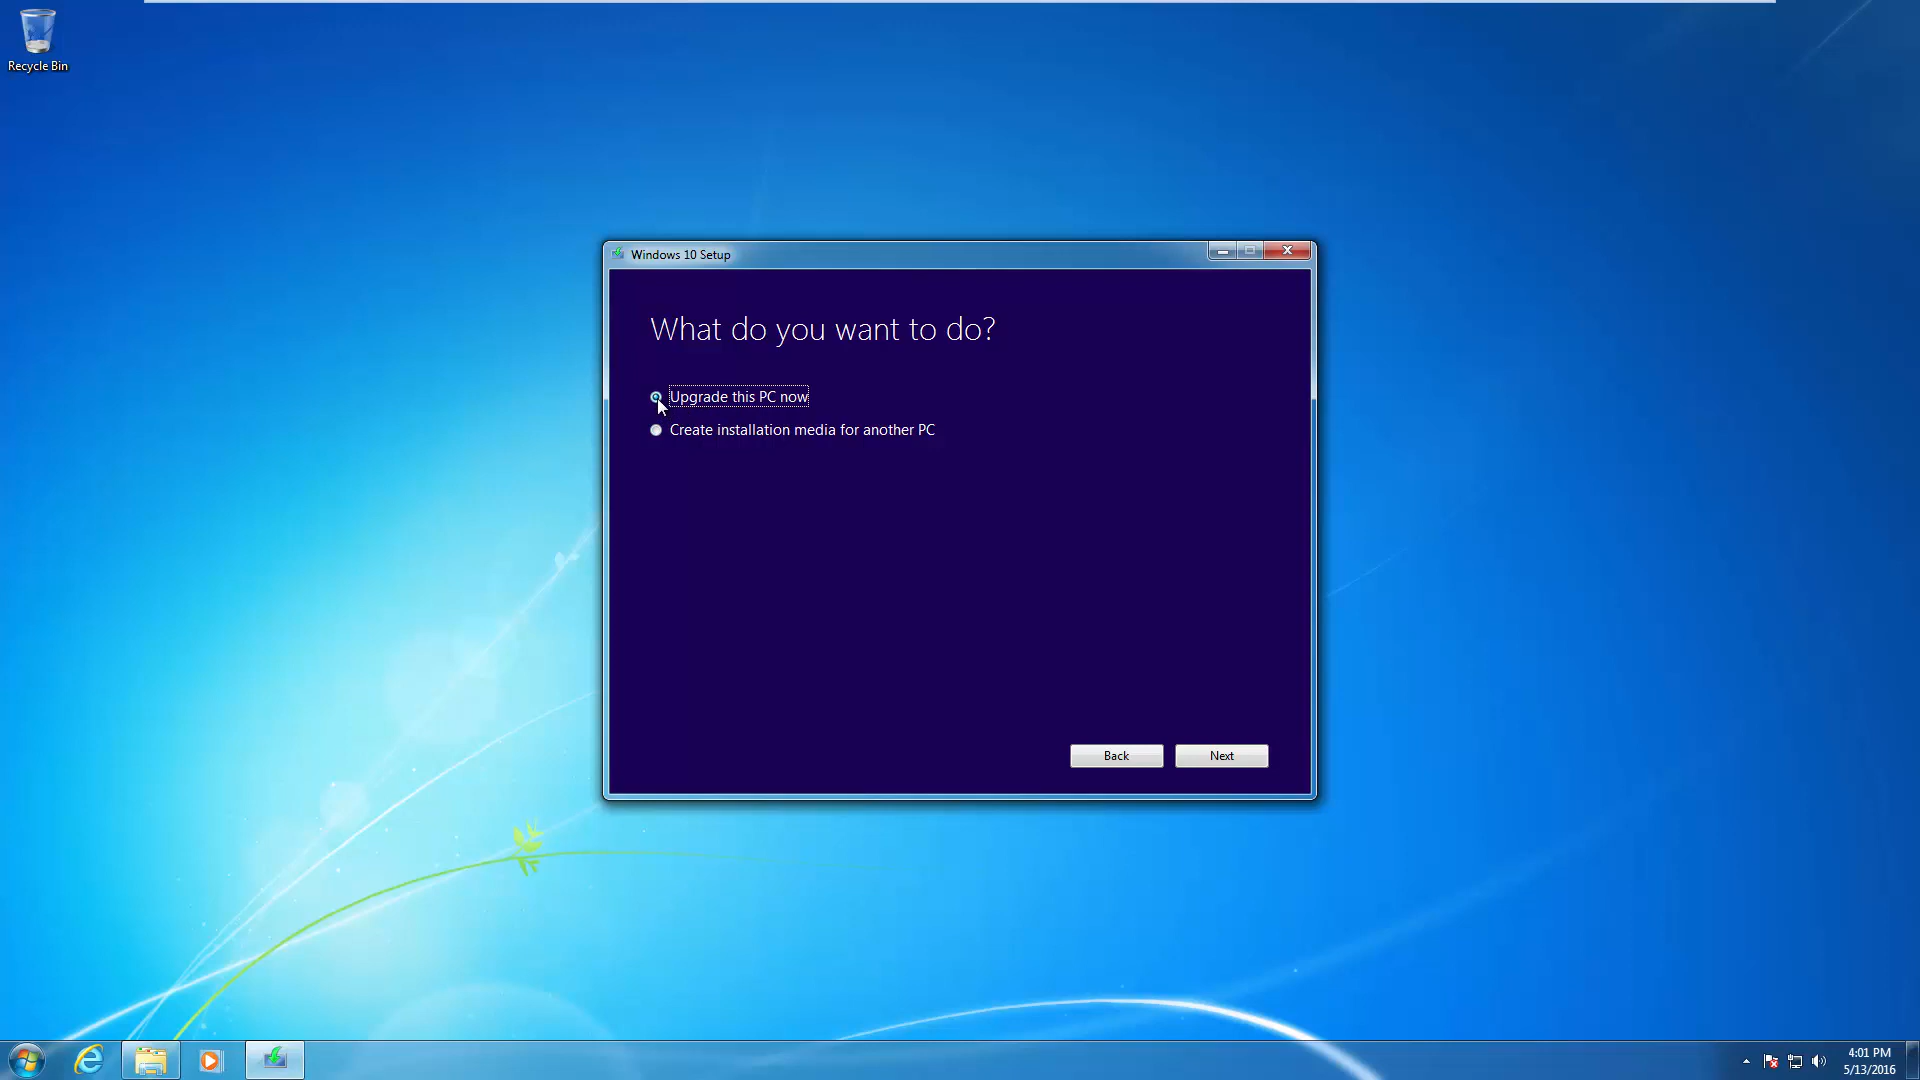 Recycle Bin
Windows 10 Setup
What do you want to do?
Upgrade this PC now
Create installation media for another PC
Back
Next
4:01 PM
5/13/2016